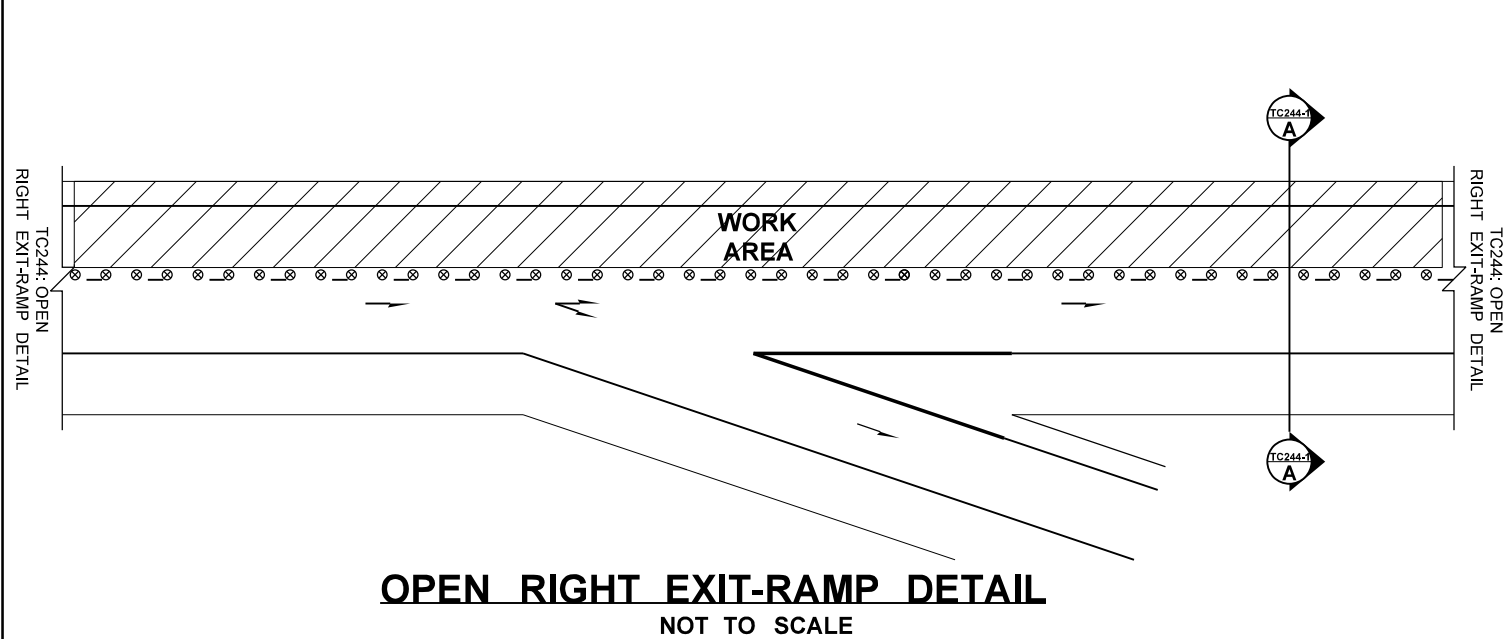 TC244-1
A
TC244: OPEN
RIGHT EXIT-RAMP DETAIL
WORK
AREA
TC244: OPEN
RIGHT EXIT-RAMP DETAIL
TC244-1
A
OPEN RIGHT EXIT-RAMP DETAIL
NOT TO SCALE